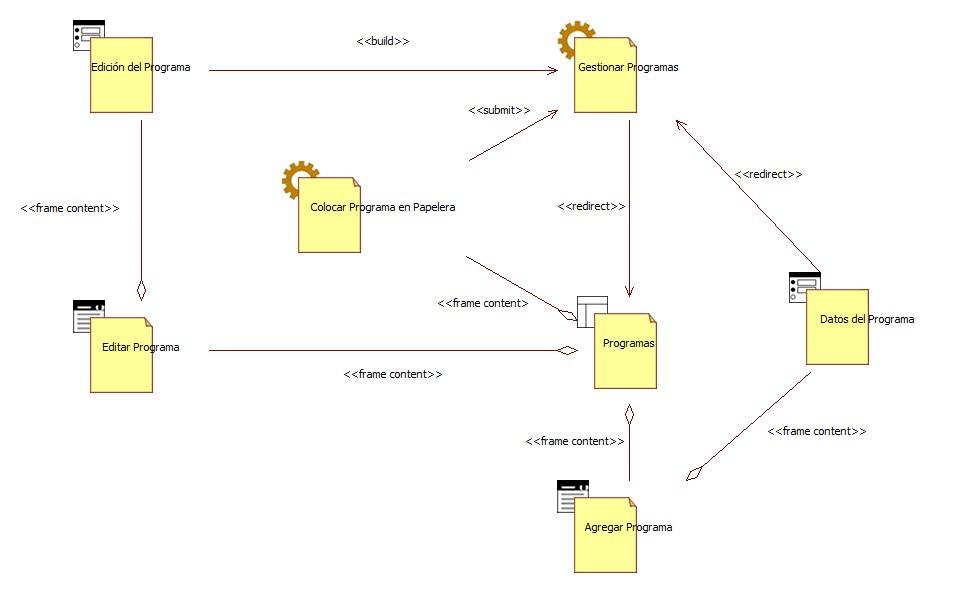 <<build>>
Edición del Programa
Gestionar Programas
<<submit>>
<<redirect>>
<<frame content>>
Colocar Programa en Papelera
<<redirect>>
<<frame content>
Datos del Programa
Editar Programa
Programas
<<frame content>>
<<frame content>>
<<frame content>>
Agregar Programa